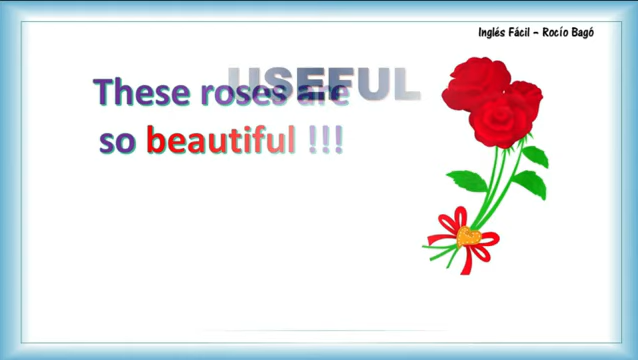 Inglés Fácil – Rocío Bagó
USEFUL
These roses are
so beautiful !!!